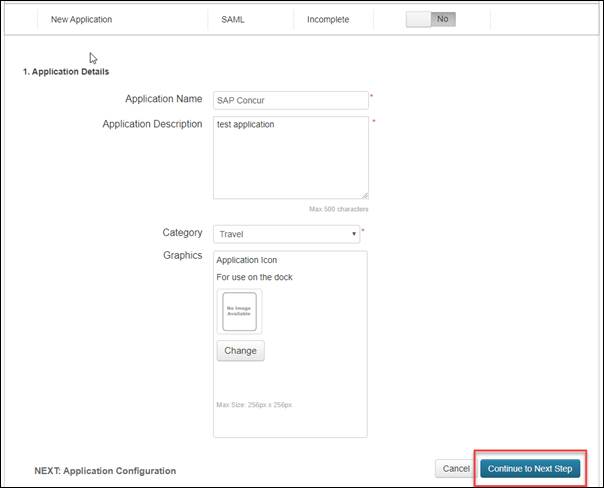 New Application SAML Incomplete No
1. Application Details
Application Name SAP Concur *
Application Description test application *
Max 500 characters
Category Travel *
Graphics Application Icon
For use on the dock
No Image
Available
Change
Max Size: 256px x 256px
NEXT: Application Configuration Cancel Continue to Next Step